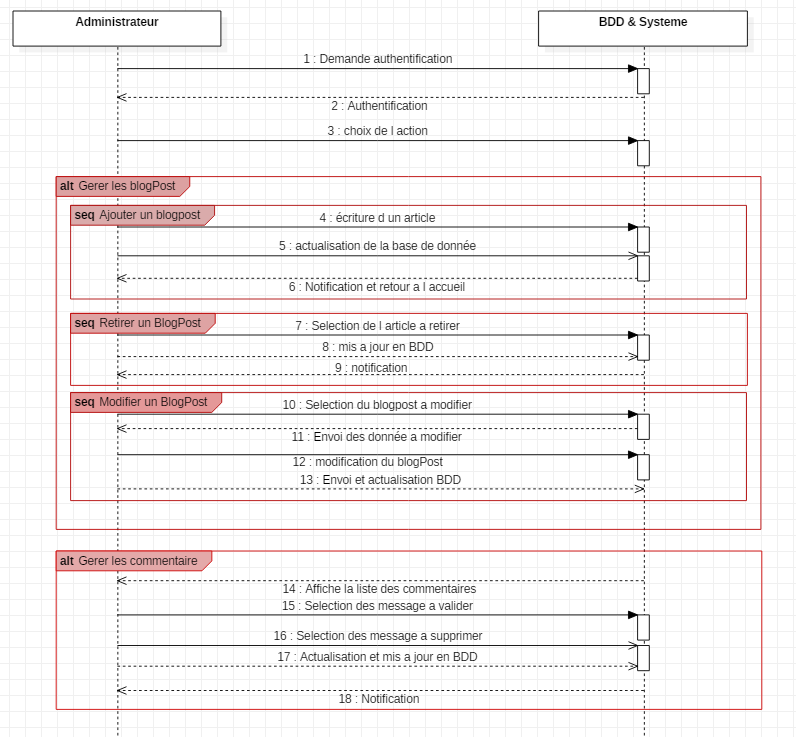 Administrateur
BDD & Systeme
1 : Demande authentification
2 : Authentification
3 : choix de l action
alt Gerer les blogPost
seq Ajouter un blogpost
4 : écriture d un article
5 : actualisation de la base de donnée
6 : Notification et retour a l accueil
seq Retirer un BlogPost
7 : Selection de l article a retirer
8 : mis a jour en BDD
9 : notification
seq Modifier un BlogPost
10 : Selection du blogpost a modifier
11 : Envoi des donnée a modifier
12 : modification du blogPost
13 : Envoi et actualisation BDD
alt Gerer les commentaire
14 : Affiche la liste des commentaires
15 : Selection des message a valider
16 : Selection des message a supprimer
17 : Actualisation et mis a jour en BDD
18 : Notification